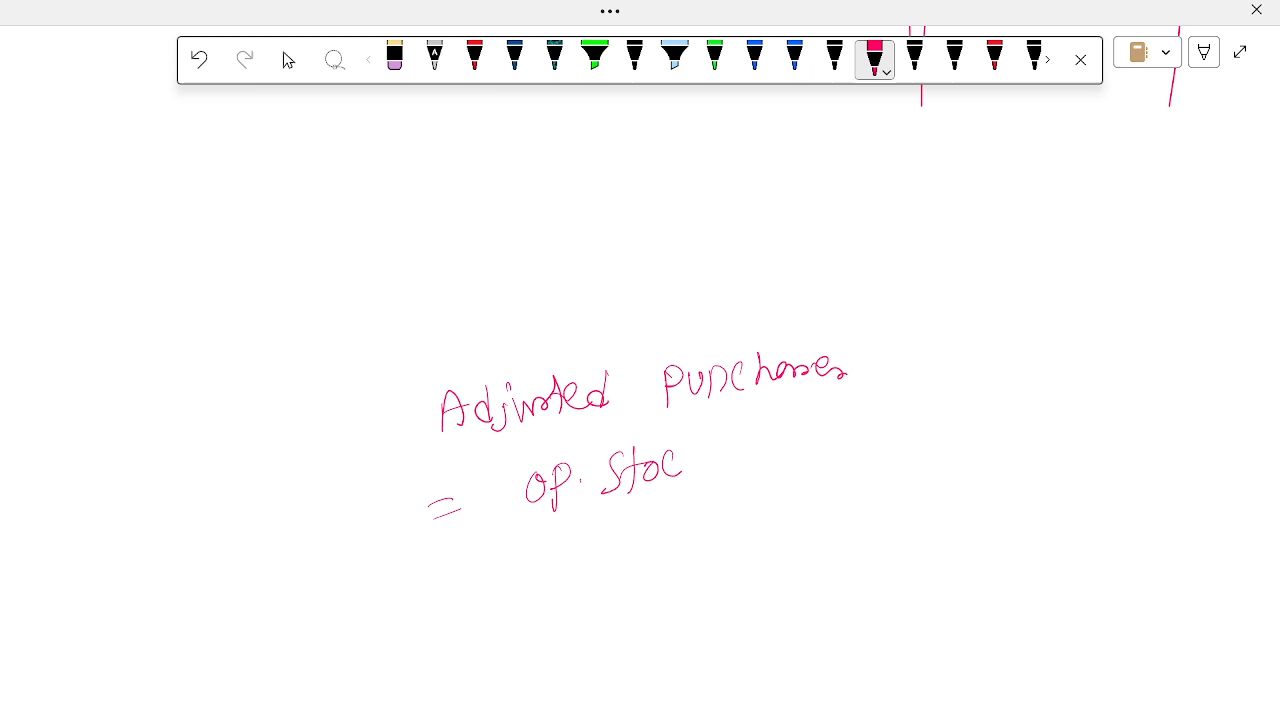 Adjusted purchases
= op. Stoc